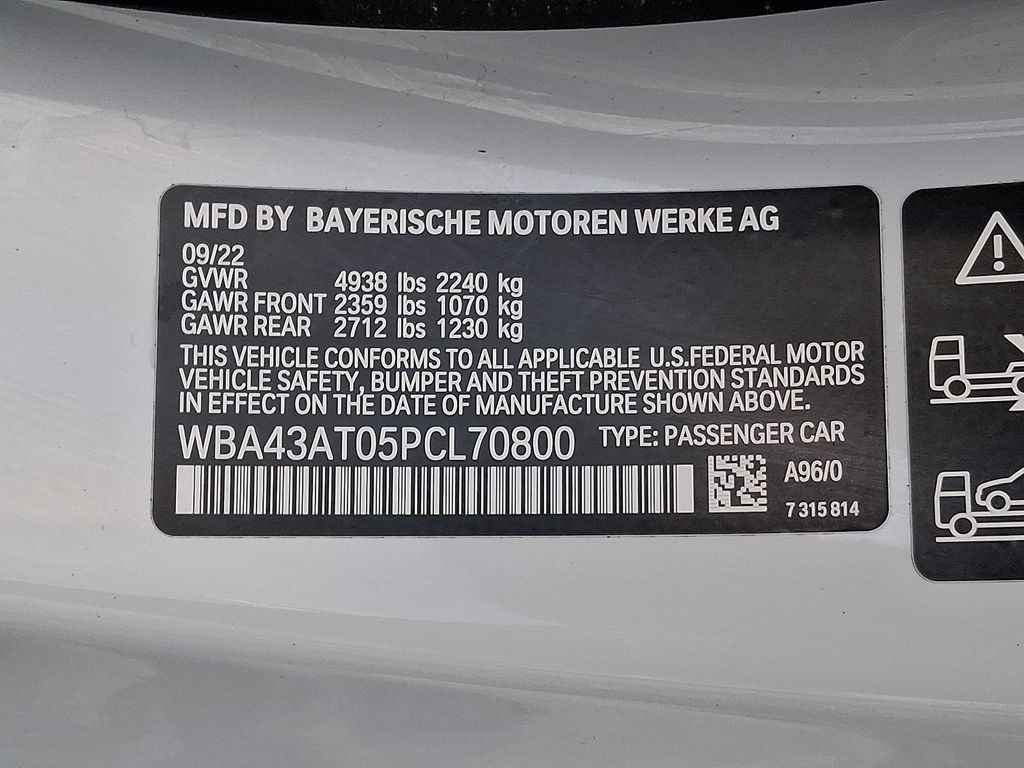 MFD BY BAYERISCHE MOTOREN WERKE AG
09/22
GVWR 4938 lbs 2240 kg
GAWR FRONT 2359 lbs 1070 kg
GAWR REAR 2712 lbs 1230 kg
THIS VEHICLE CONFORMS TO ALL APPLICABLE U.S.FEDERAL MOTOR
VEHICLE SAFETY, BUMPER AND THEFT PREVENTION STANDARDS
IN EFFECT ON THE DATE OF MANUFACTURE SHOWN ABOVE.
WBA43AT05PCL70800 TYPE: PASSENGER CAR
A96/0
7 315 814